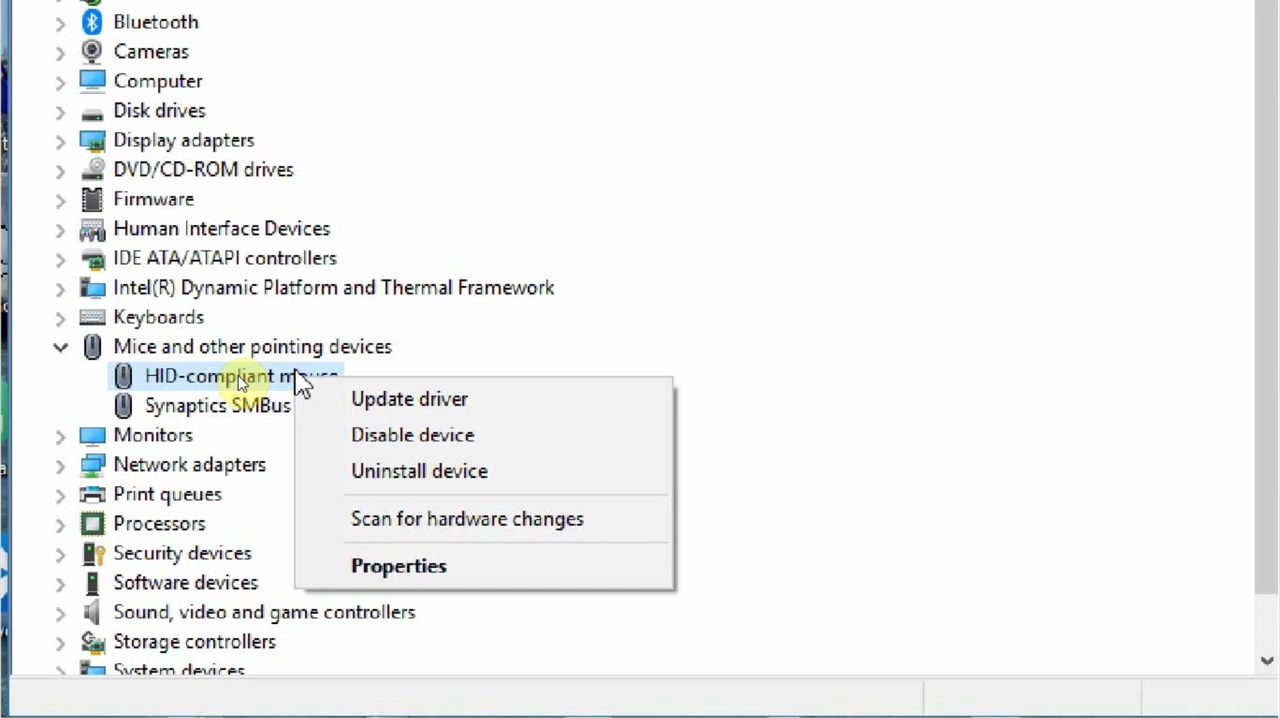 Bluetooth
Cameras
Computer
Disk drives
Display adapters
DVD/CD-ROM drives
Firmware
Human Interface Devices
IDE ATA/ATAPI controllers
Intel(R) Dynamic Platform and Thermal Framework
Keyboards
Mice and other pointing devices
HID-compliant mouse
Synaptics SMBus
Update driver
Disable device
Uninstall device
Scan for hardware changes
Properties
Monitors
Network adapters
Print queues
Processors
Security devices
Software devices
Sound, video and game controllers
Storage controllers
System devices